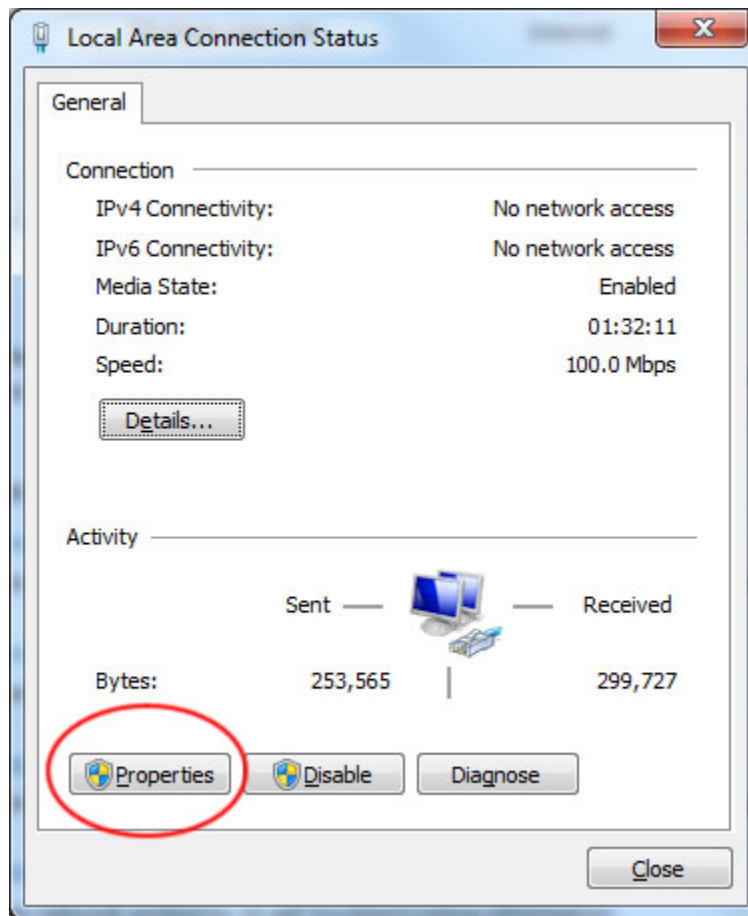 Local Area Connection Status
General
Connection
IPv4 Connectivity: No network access
IPv6 Connectivity: No network access
Media State: Enabled
Duration: 01:32:11
Speed: 100.0 Mbps
Details...
Activity
Sent Received
Bytes: 253,565 299,727
Properties Disable Diagnose
Close